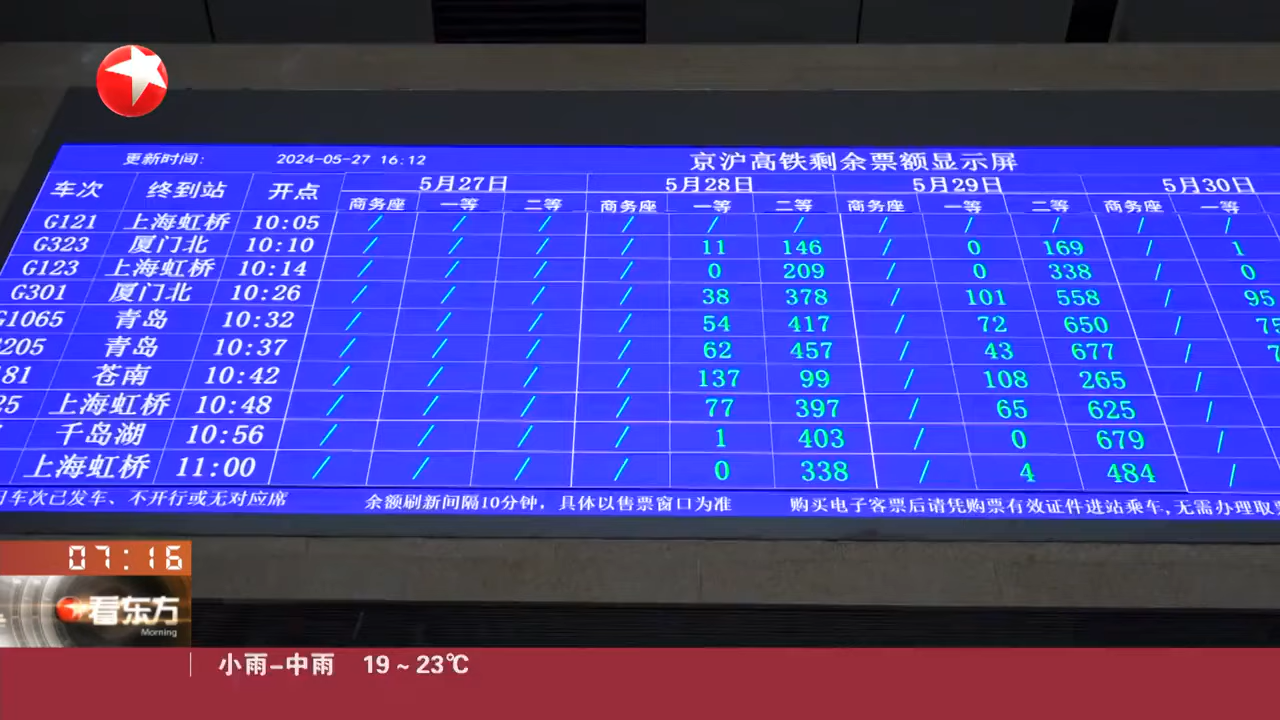 更新时间: 2024-05-27 16:12 京沪高铁剩余票额显示屏
车次 终到站 开点 5月27日 5月28日 5月29日 5月30日
商务座 一等 二等 商务座 一等 二等 商务座 一等 二等 商务座 一等
G121 上海虹桥 10:05 / / / / / / / / / / /
G323 厦门北 10:10 / / / / 11 146 / 0 169 / 1
G123 上海虹桥 10:14 / / / / 0 209 / 0 338 / 0
G301 厦门北 10:26 / / / / 38 378 / 101 558 / 95
G1065 青岛 10:32 / / / / 54 417 / 72 650 / 75
205 青岛 10:37 / / / / 62 457 / 43 677 / 7
81 苍南 10:42 / / / / 137 99 / 108 265 /
25 上海虹桥 10:48 / / / / 77 397 / 65 625 /
千岛湖 10:56 / / / / 1 403 / 0 679 /
上海虹桥 11:00 / / / / 0 338 / 4 484 /
日车次已发车、不开行或无对应席 余额刷新间隔10分钟，具体以售票窗口为准 购买电子客票后请凭购票有效证件进站乘车,无需办理取票
07:16
看东方
Morning
小雨-中雨 19~23℃